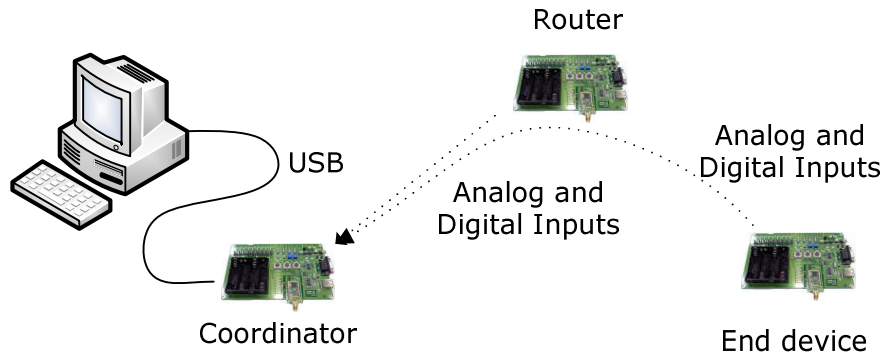 Router
USB
Analog and
Digital Inputs
Analog and
Digital Inputs
Coordinator
End device